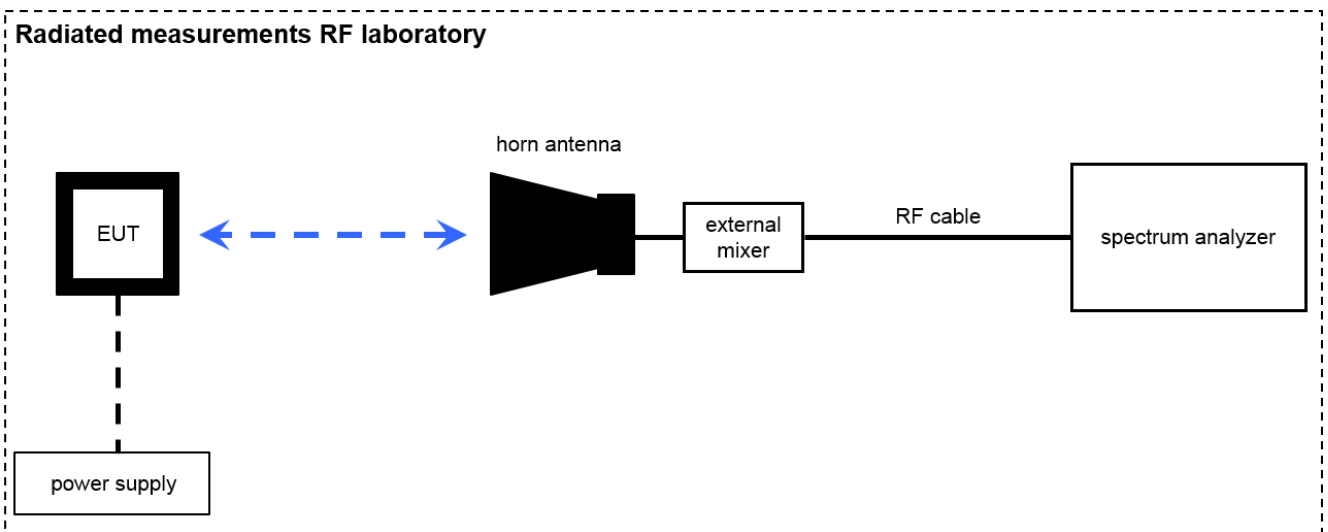 Radiated measurements RF laboratory
horn antenna
EUT
external
mixer
RF cable
spectrum analyzer
power supply